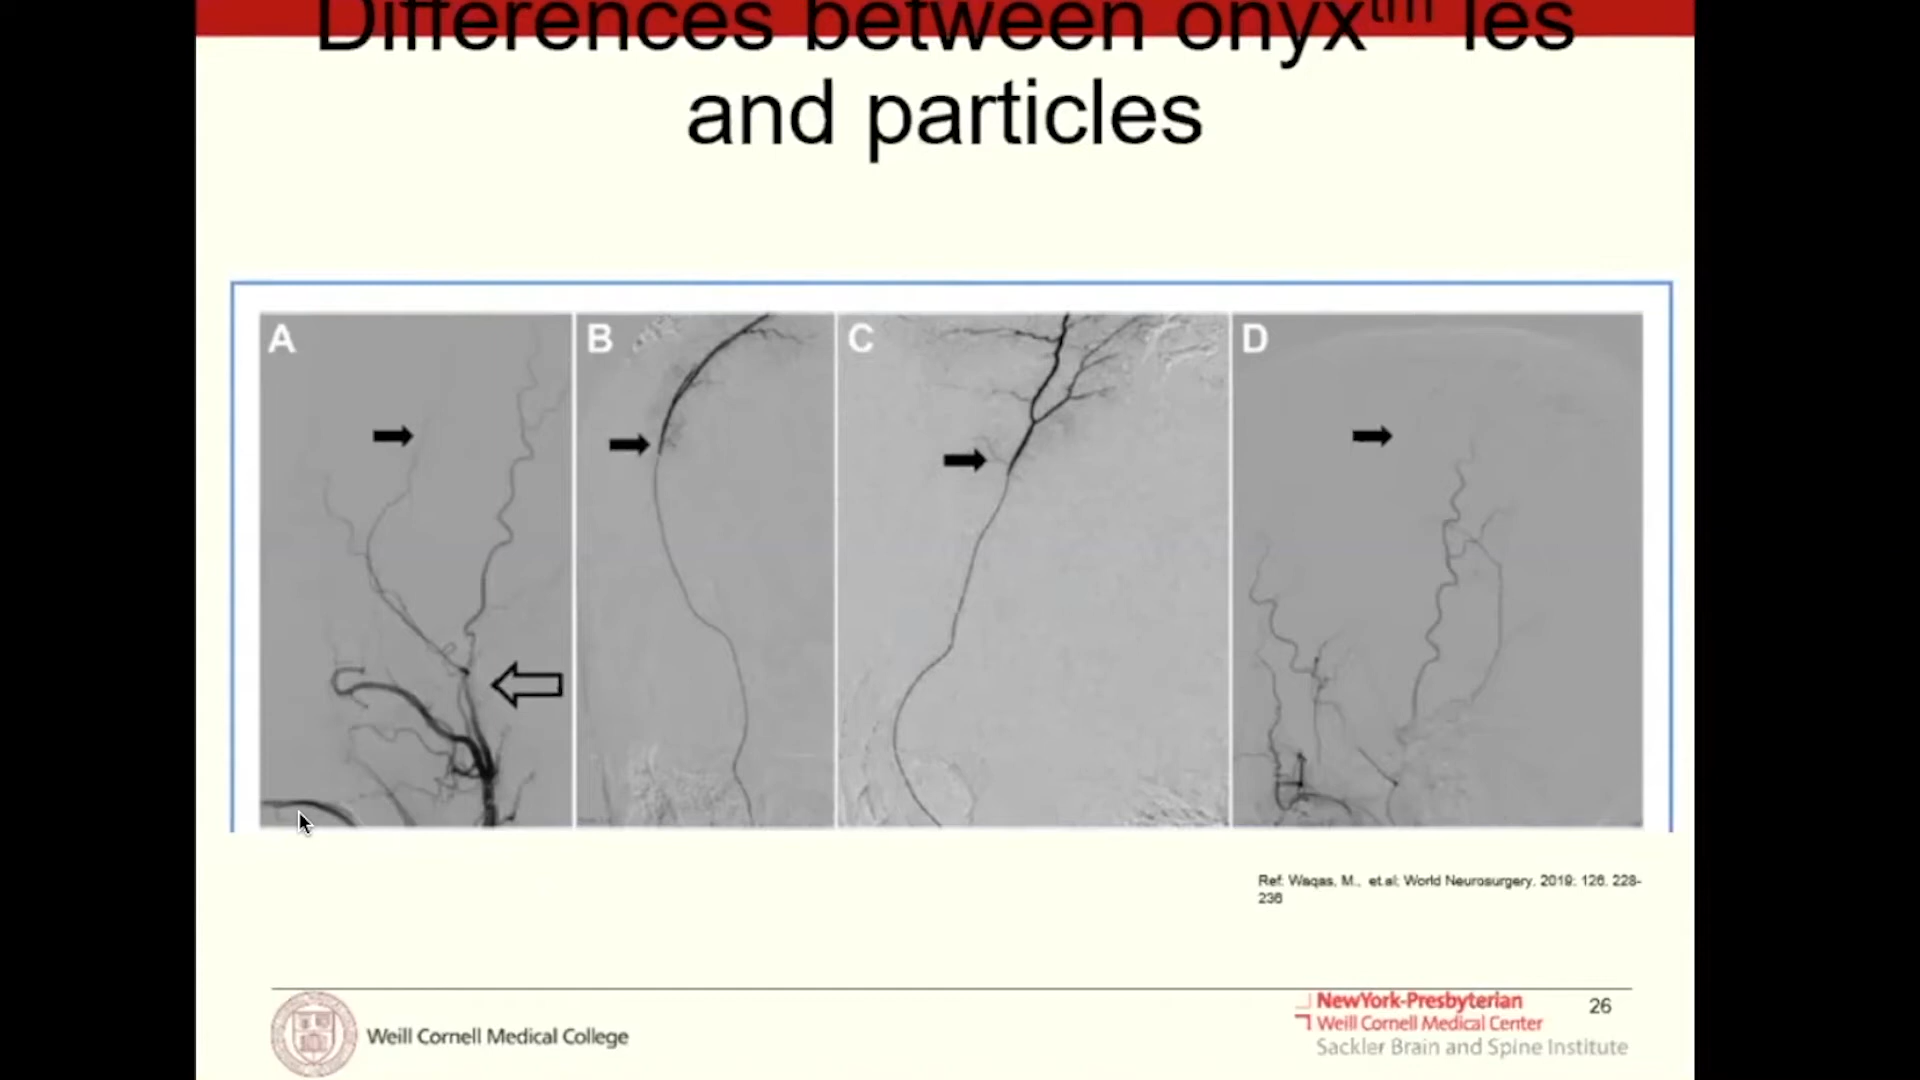 Differences between onyx™ les
and particles
A B C D
Ref: Waqas, M., et.al; World Neurosurgery. 2019; 126. 228-
236
Weill Cornell Medical College
NewYork-Presbyterian
Weill Cornell Medical Center
Sackler Brain and Spine Institute
26